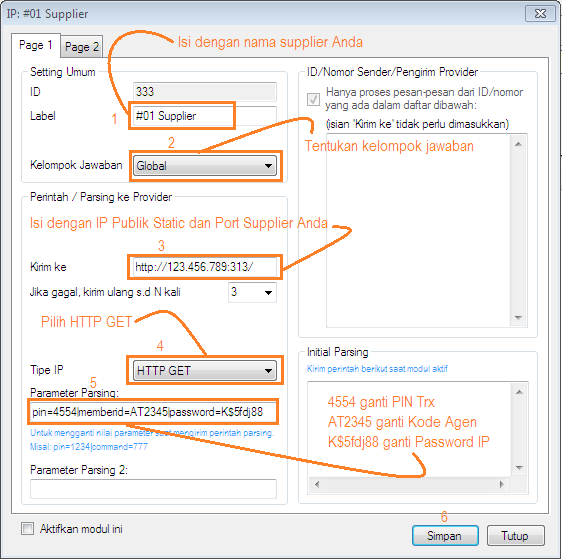 IP: #01 Supplier
Page 1
Page 2
Isi dengan nama supplier Anda
Setting Umum
ID
333
Label
1
#01 Supplier
2
Kelompok Jawaban
Global
ID/Nomor Sender/Pengirim Provider
Hanya proses pesan-pesan dari ID/nomor
yang ada dalam daftar dibawah:
(isian 'Kirim ke' tidak perlu dimasukkan)
Tentukan kelompok jawaban
Perintah / Parsing ke Provider
Isi dengan IP Publik Static dan Port Supplier Anda
3
Kirim ke
http://123.456.789:313/
Jika gagal, kirim ulang s.d N kali
3
Pilih HTTP GET
4
Tipe IP
HTTP GET
5
Parameter Parsing:
pin=4554|memberid=AT2345|password=K$5fdj88
Untuk mengganti nilai parameter saat mengirim perintah parsing.
Misal: pin=1234|command=777
Parameter Parsing 2:
Initial Parsing
Kirim perintah berikut saat modul aktif
4554 ganti PIN Trx
AT2345 ganti Kode Agen
K$5fdj88 ganti Password IP
Aktifkan modul ini
6
Simpan
Tutup